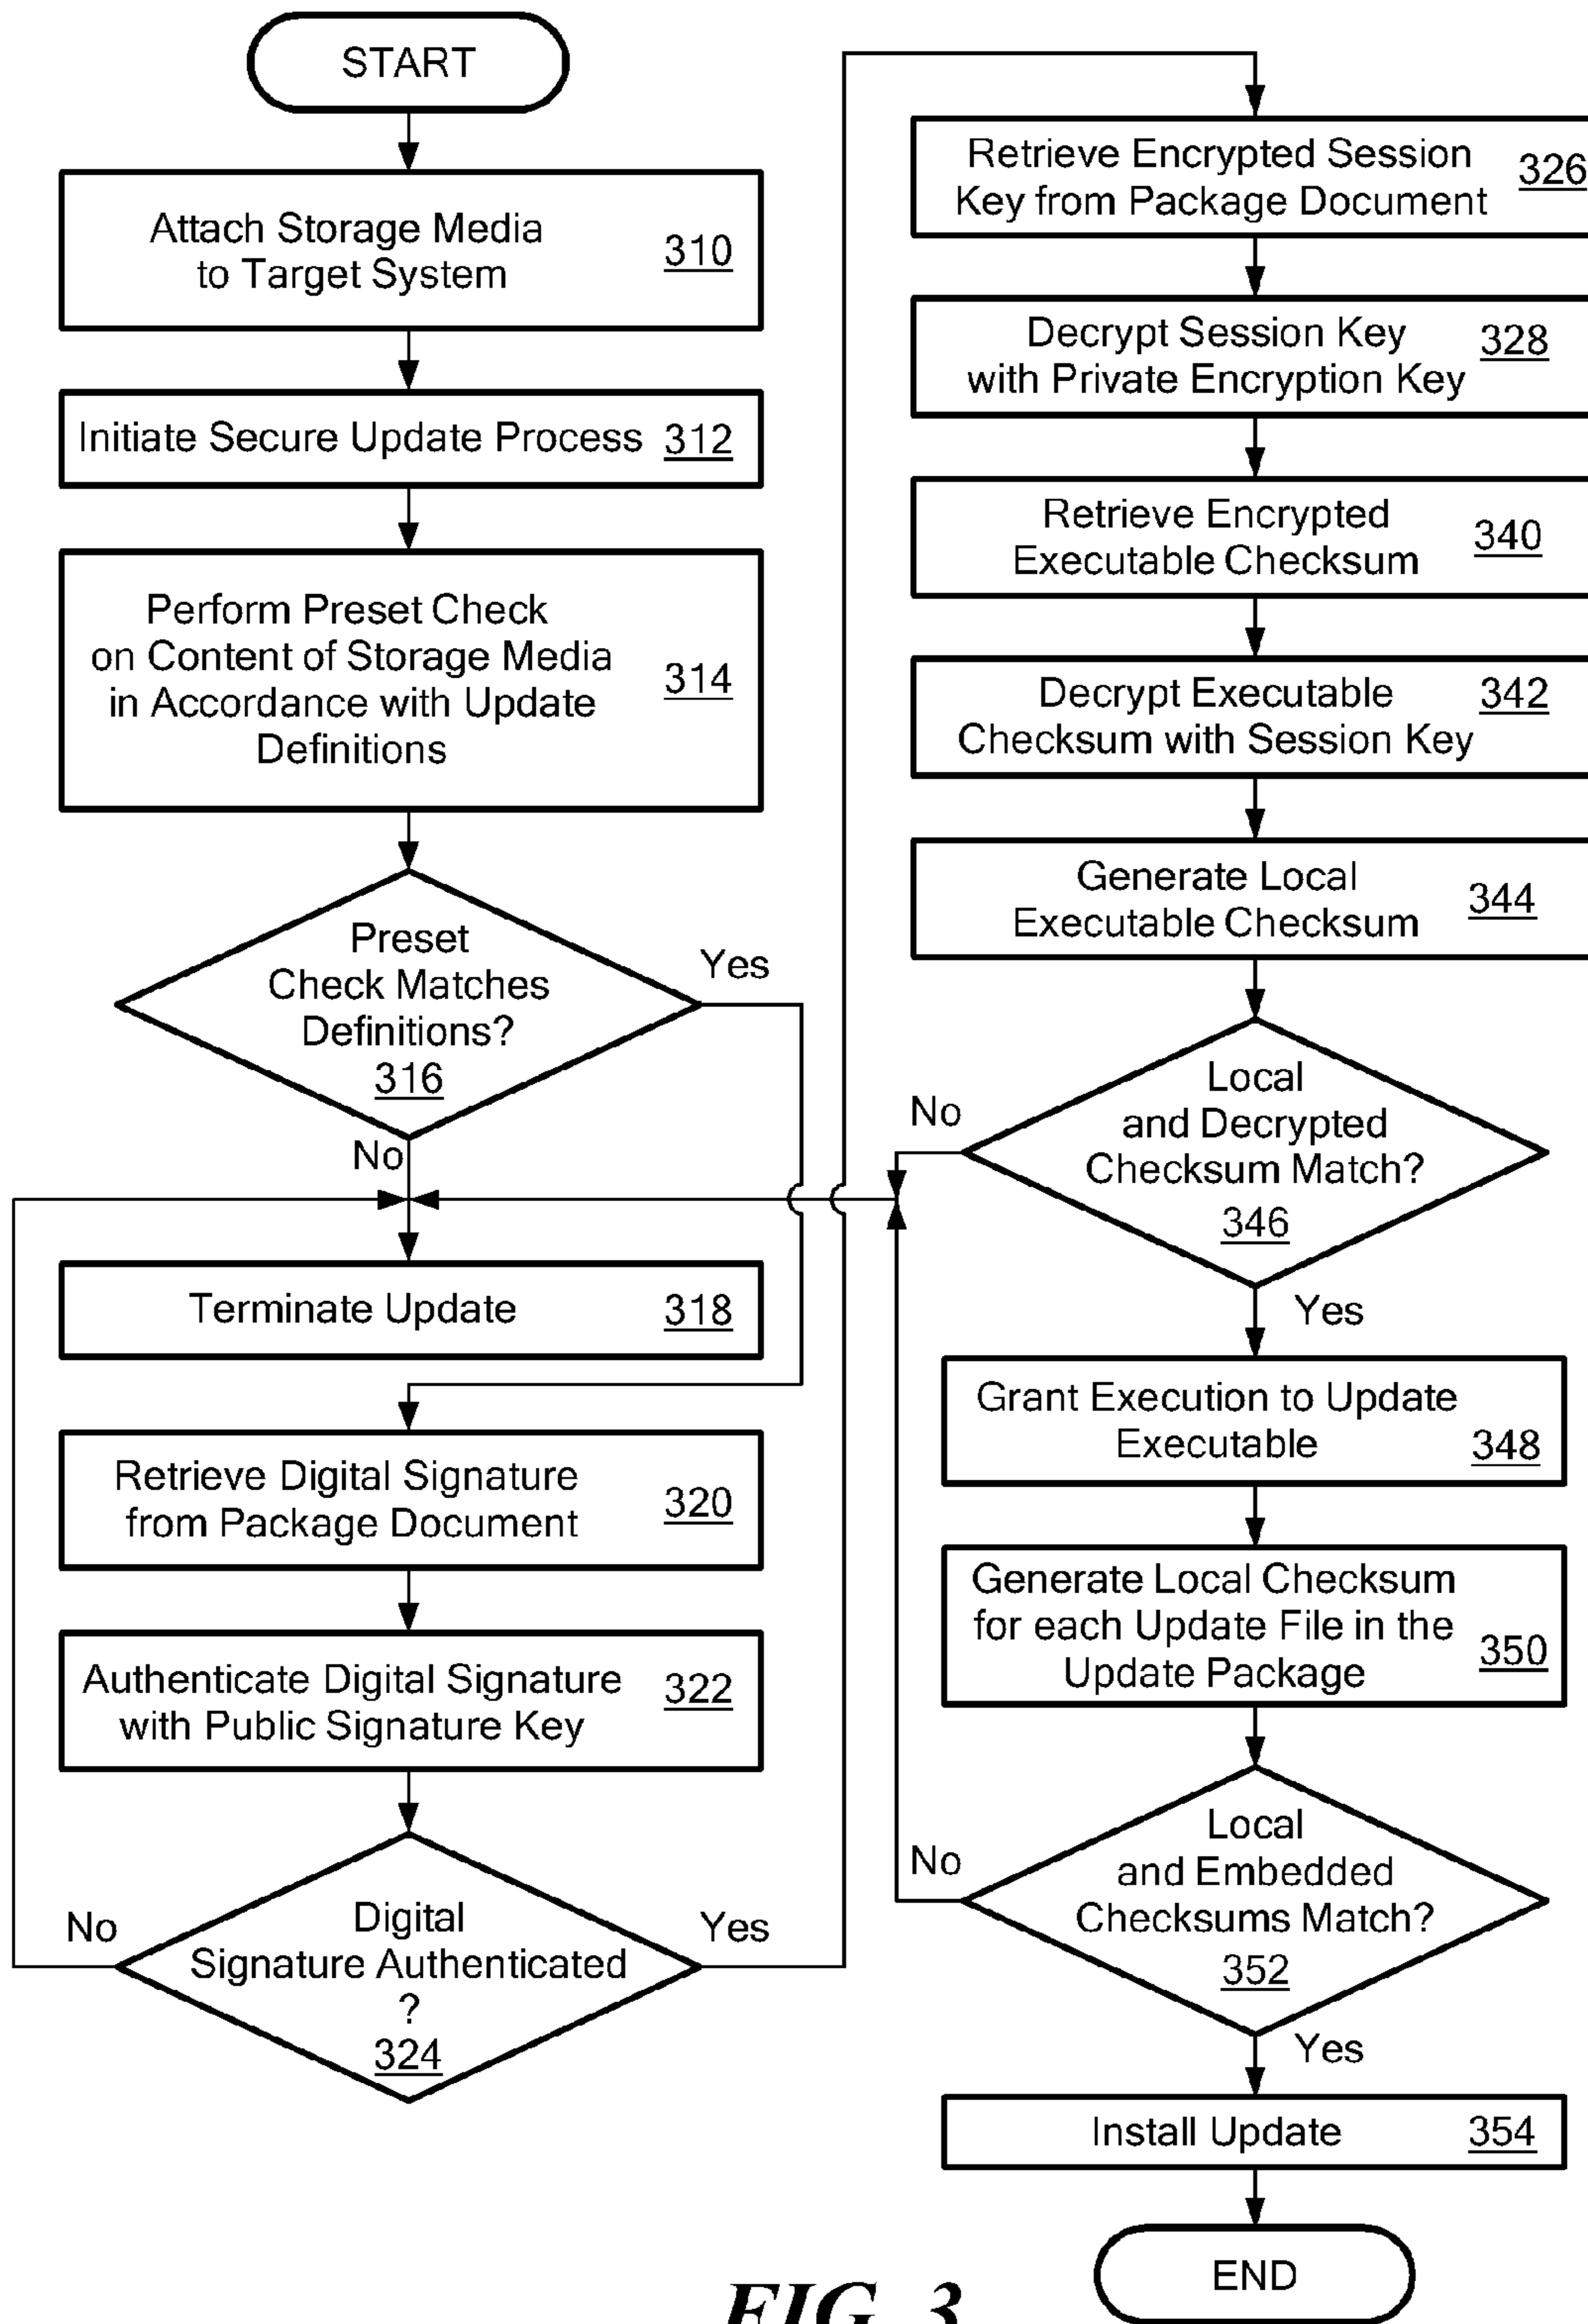 START
Attach Storage Media
to Target System
310
Initiate Secure Update Process 312
Perform Preset Check
on Content of Storage Media
in Accordance with Update
Definitions
314
Preset
Check Matches
Definitions?
316
Yes
No
Terminate Update 318
Retrieve Digital Signature
from Package Document
320
Authenticate Digital Signature
with Public Signature Key
322
Digital
Signature Authenticated
?
324
No
Yes
Retrieve Encrypted Session
Key from Package Document
326
Decrypt Session Key
with Private Encryption Key
328
Retrieve Encrypted
Executable Checksum
340
Decrypt Executable
Checksum with Session Key
342
Generate Local
Executable Checksum
344
Local
and Decrypted
Checksum Match?
346
No
Yes
Grant Execution to Update
Executable
348
Generate Local Checksum
for each Update File in the
Update Package
350
Local
and Embedded
Checksums Match?
352
No
Yes
Install Update 354
END
FIG. 3